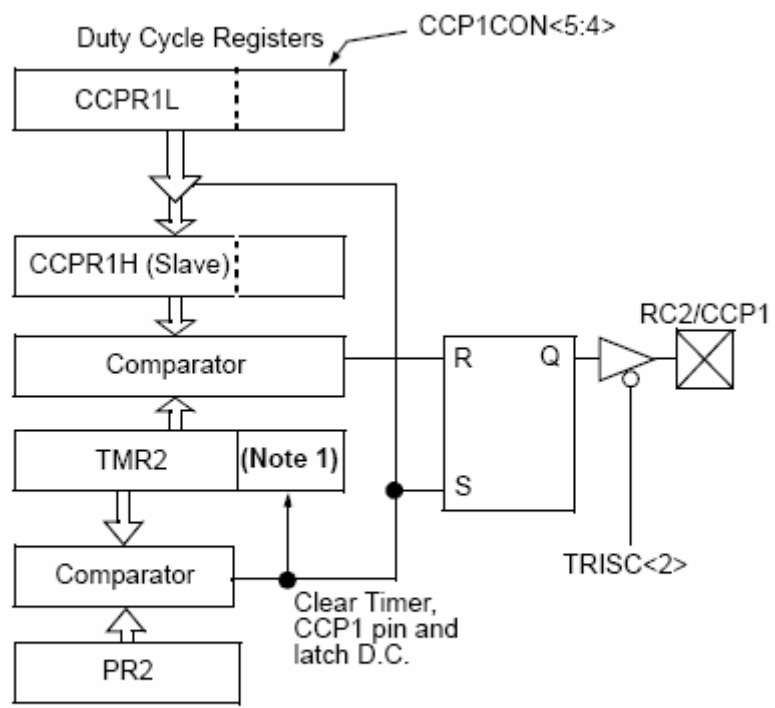 Duty Cycle Registers
CCP1CON<5:4>
CCPR1L
CCPR1H (Slave)
Comparator
TMR2
(Note 1)
Comparator
PR2
Clear Timer,
CCP1 pin and
latch D.C.
R
Q
S
RC2/CCP1
TRISC<2>